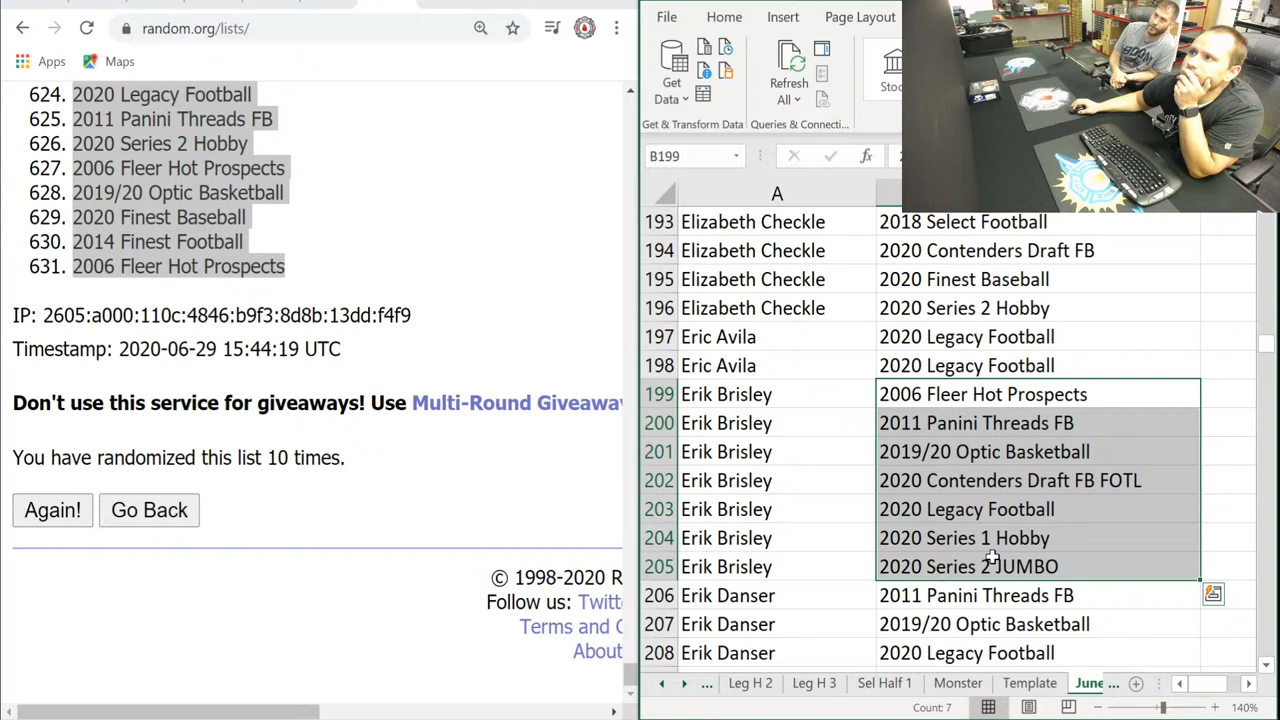 random.org/lists/
Apps
Maps
624. 2020 Legacy Football
625. 2011 Panini Threads FB
626. 2020 Series 2 Hobby
627. 2006 Fleer Hot Prospects
628. 2019/20 Optic Basketball
629. 2020 Finest Baseball
630. 2014 Finest Football
631. 2006 Fleer Hot Prospects
IP: 2605:a000:110c:4846:b9f3:8d8b:13dd:f4f9
Timestamp: 2020-06-29 15:44:19 UTC
Don't use this service for giveaways! Use Multi-Round Giveaway
You have randomized this list 10 times.
Again! Go Back
© 1998-2020 R
Follow us: Twitt
Terms and C
About
File Home Insert Page Layout
Get Data
Refresh All
Stoc
Get & Transform Data Queries & Connecti...
B199 fx 2
A
193 Elizabeth Checkle 2018 Select Football
194 Elizabeth Checkle 2020 Contenders Draft FB
195 Elizabeth Checkle 2020 Finest Baseball
196 Elizabeth Checkle 2020 Series 2 Hobby
197 Eric Avila 2020 Legacy Football
198 Eric Avila 2020 Legacy Football
199 Erik Brisley 2006 Fleer Hot Prospects
200 Erik Brisley 2011 Panini Threads FB
201 Erik Brisley 2019/20 Optic Basketball
202 Erik Brisley 2020 Contenders Draft FB FOTL
203 Erik Brisley 2020 Legacy Football
204 Erik Brisley 2020 Series 1 Hobby
205 Erik Brisley 2020 Series 2 JUMBO
206 Erik Danser 2011 Panini Threads FB
207 Erik Danser 2019/20 Optic Basketball
208 Erik Danser 2020 Legacy Football
... Leg H 2 Leg H 3 Sel Half 1 Monster Template June ...
Count: 7 140%